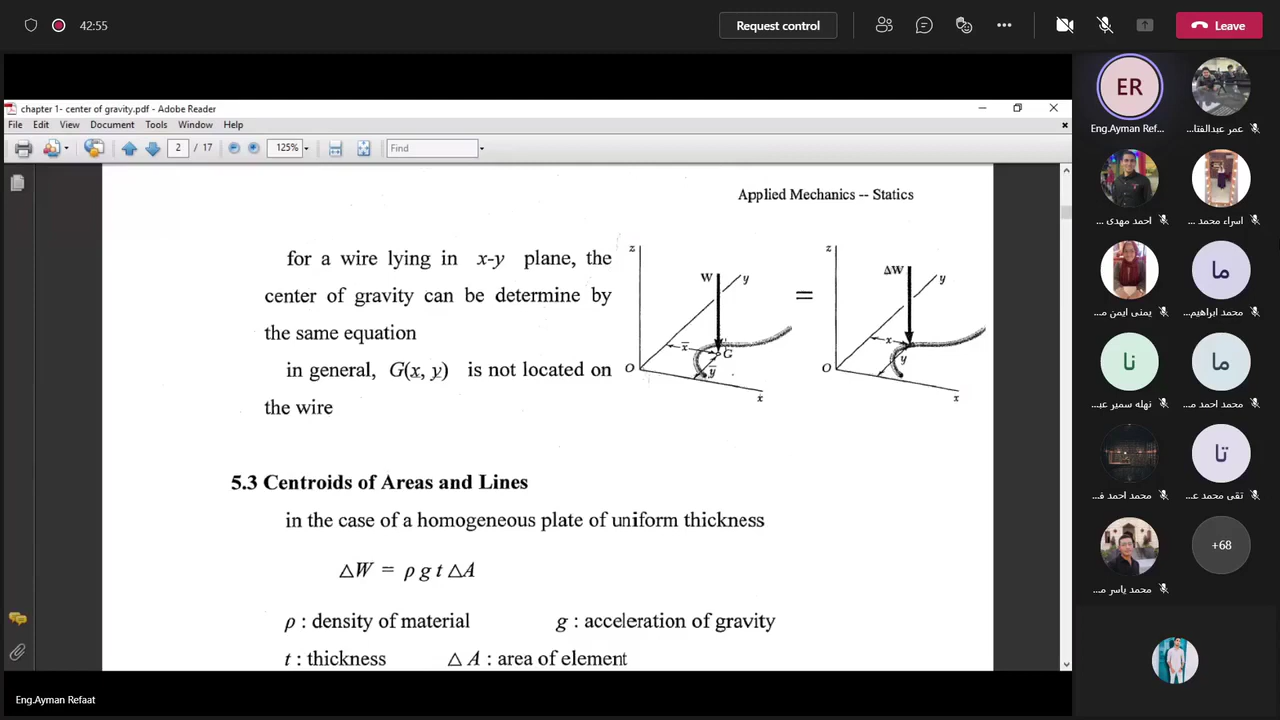 42:55
Request control
Leave
chapter 1- center of gravity.pdf - Adobe Reader
File Edit View Document Tools Window Help
2 / 17 125% Find
Applied Mechanics -- Statics
for a wire lying in x-y plane, the
center of gravity can be determine by
the same equation
in general, G(x, y) is not located on
the wire
z W y x̄ G ȳ O x
=
z ΔW y x y O x
5.3 Centroids of Areas and Lines
in the case of a homogeneous plate of uniform thickness
△W = ρ g t △A
ρ : density of material g : acceleration of gravity
t : thickness △ A : area of element
Eng.Ayman Refaat
ER
Eng.Ayman Refa...
عمر عبدالفتا...
احمد مهدى ...
اسراء محمد ...
يمنى ايمن م...
ما
محمد ابراهيم...
نا
نهله سمير عب...
ما
محمد احمد م...
محمد احمد ف...
تا
تقى محمد ع...
محمد ياسر م...
+68